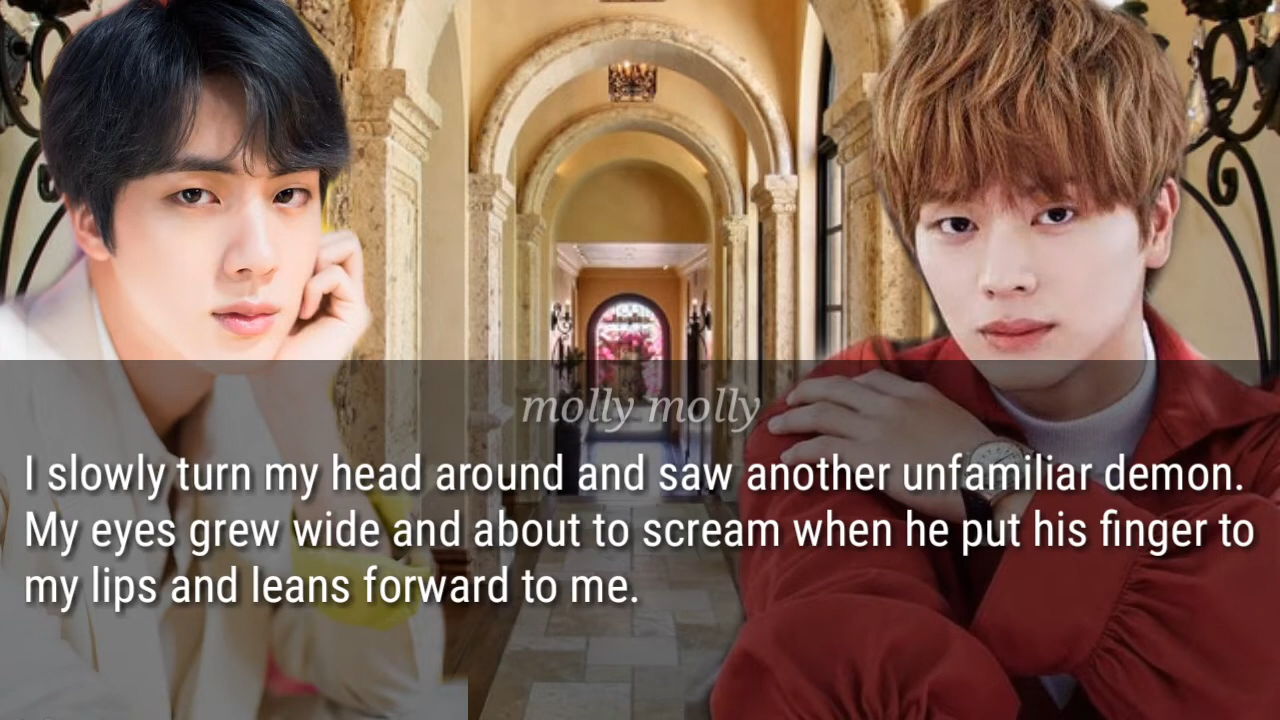 molly molly
I slowly turn my head around and saw another unfamiliar demon.
My eyes grew wide and about to scream when he put his finger to
my lips and leans forward to me.